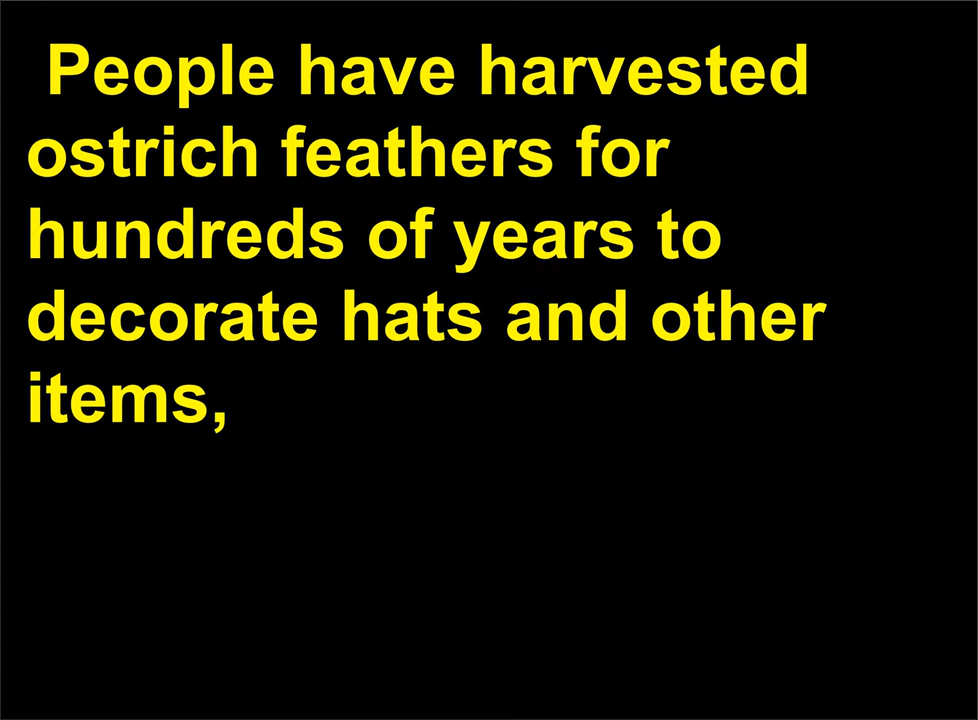 People have harvested
ostrich feathers for
hundreds of years to
decorate hats and other
items,